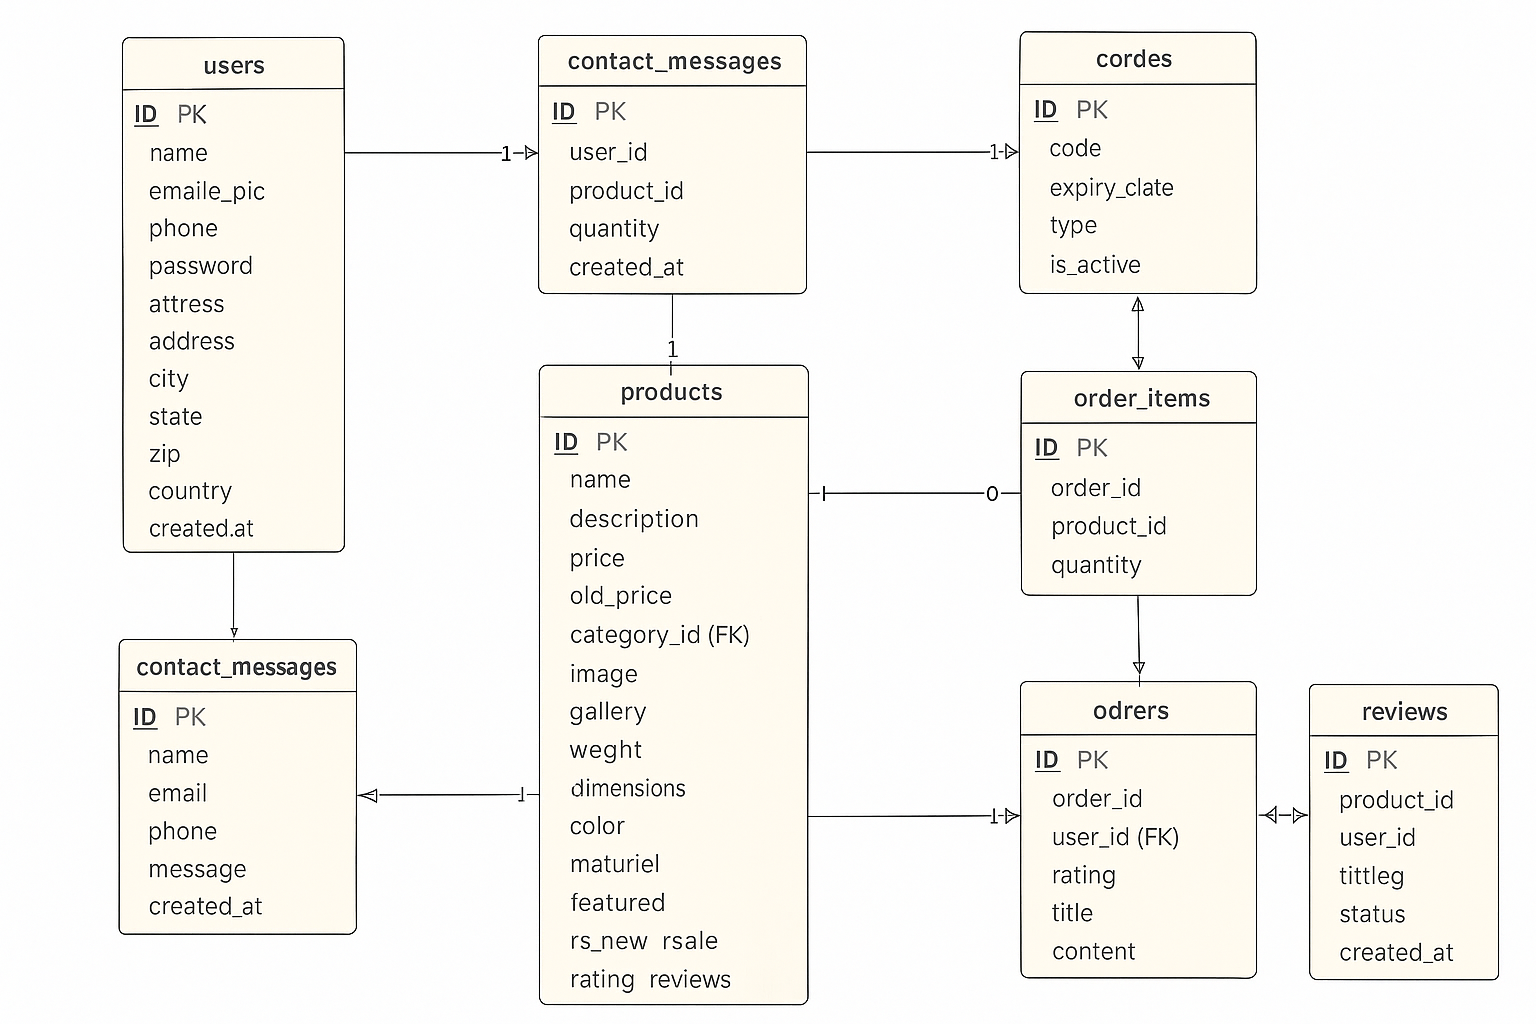 users
ID PK
name
emaile_pic
phone
password
attress
address
city
state
zip
country
created.at
1
contact_messages
ID PK
user_id
product_id
quantity
created_at
1
cordes
ID PK
code
expiry_clate
type
is_active
1
products
ID PK
name
description
price
old_price
category_id (FK)
image
gallery
weght
dimensions
color
maturiel
featured
rs_new rsale
rating reviews
0
order_items
ID PK
order_id
product_id
quantity
contact_messages
ID PK
name
email
phone
message
created_at
1
1
odrers
ID PK
order_id
user_id (FK)
rating
title
content
reviews
ID PK
product_id
user_id
tittleg
status
created_at